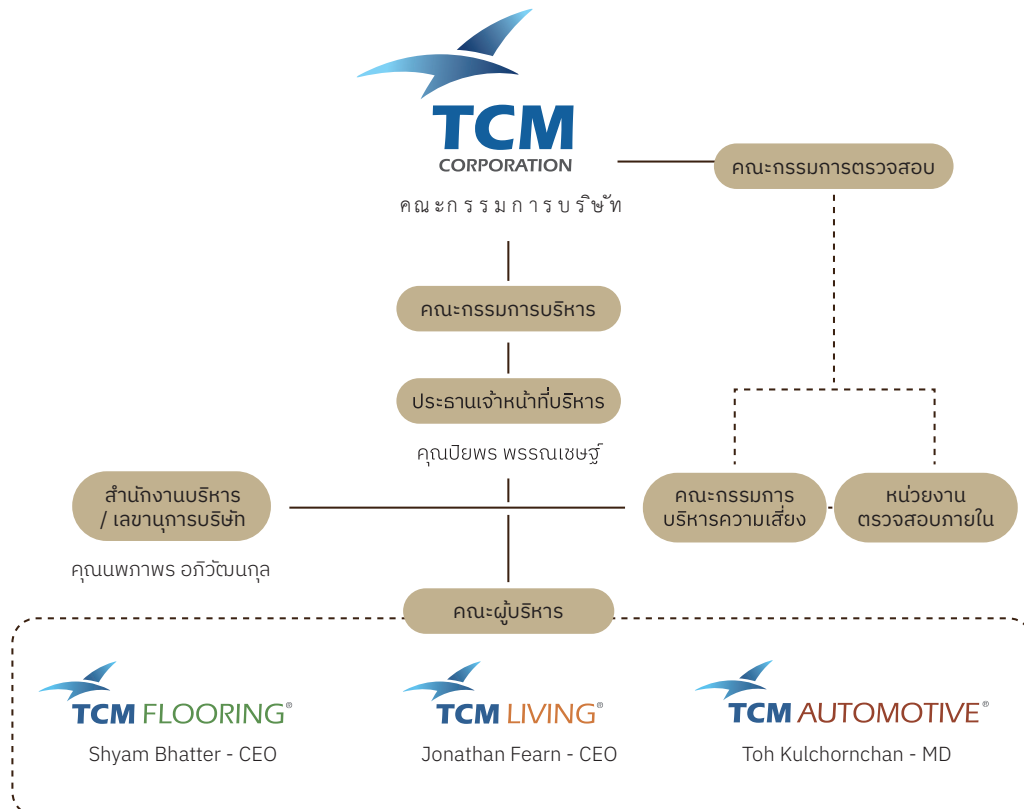 TCM
CORPORATION
คณะกรรมการบริษัท
คณะกรรมการตรวจสอบ
คณะกรรมการบริหาร
ประธานเจ้าหน้าที่บริหาร
คุณปิยพร พรรณเชษฐ์
สำนักงานบริหาร
/ เลขานุการบริษัท
คุณนพภาพร อภิวัฒนกุล
คณะกรรมการ
บริหารความเสี่ยง
หน่วยงาน
ตรวจสอบภายใน
คณะผู้บริหาร
TCM FLOORING®
Shyam Bhatter - CEO
TCM LIVING®
Jonathan Fearn - CEO
TCM AUTOMOTIVE®
Toh Kulchornchan - MD